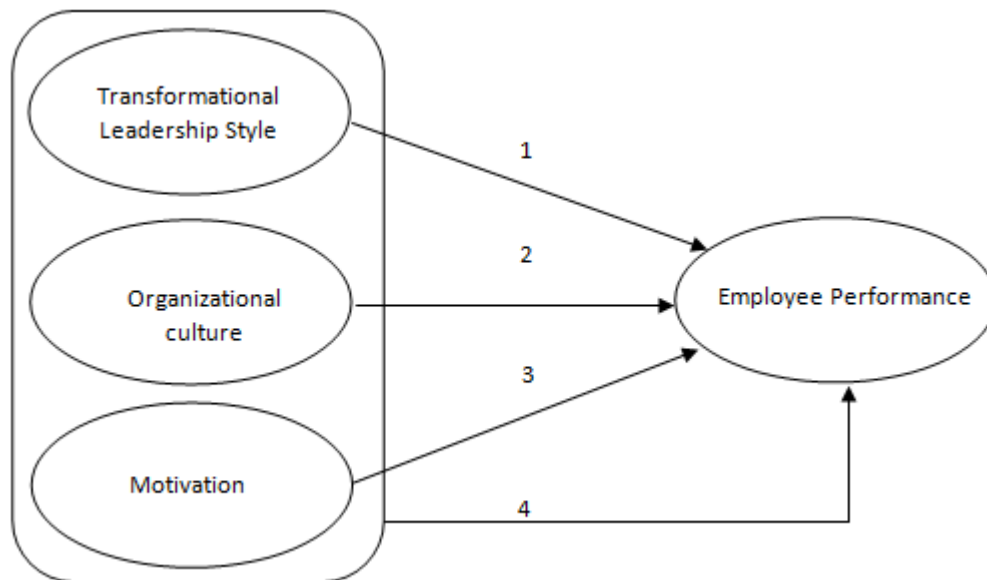 Transformational
Leadership Style
1
2
Organizational
culture
Employee Performance
3
Motivation
4